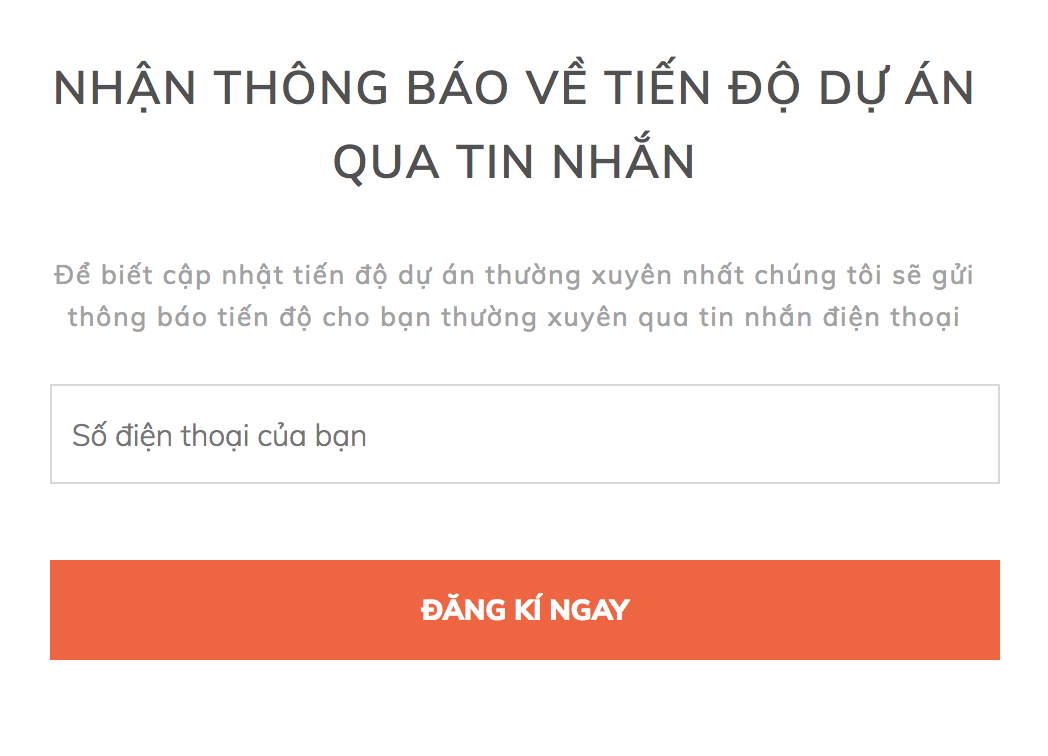 NHẬN THÔNG BÁO VỀ TIẾN ĐỘ DỰ ÁN
QUA TIN NHẮN
Để biết cập nhật tiến độ dự án thường xuyên nhất chúng tôi sẽ gửi
thông báo tiến độ cho bạn thường xuyên qua tin nhắn điện thoại
Số điện thoại của bạn
ĐĂNG KÍ NGAY